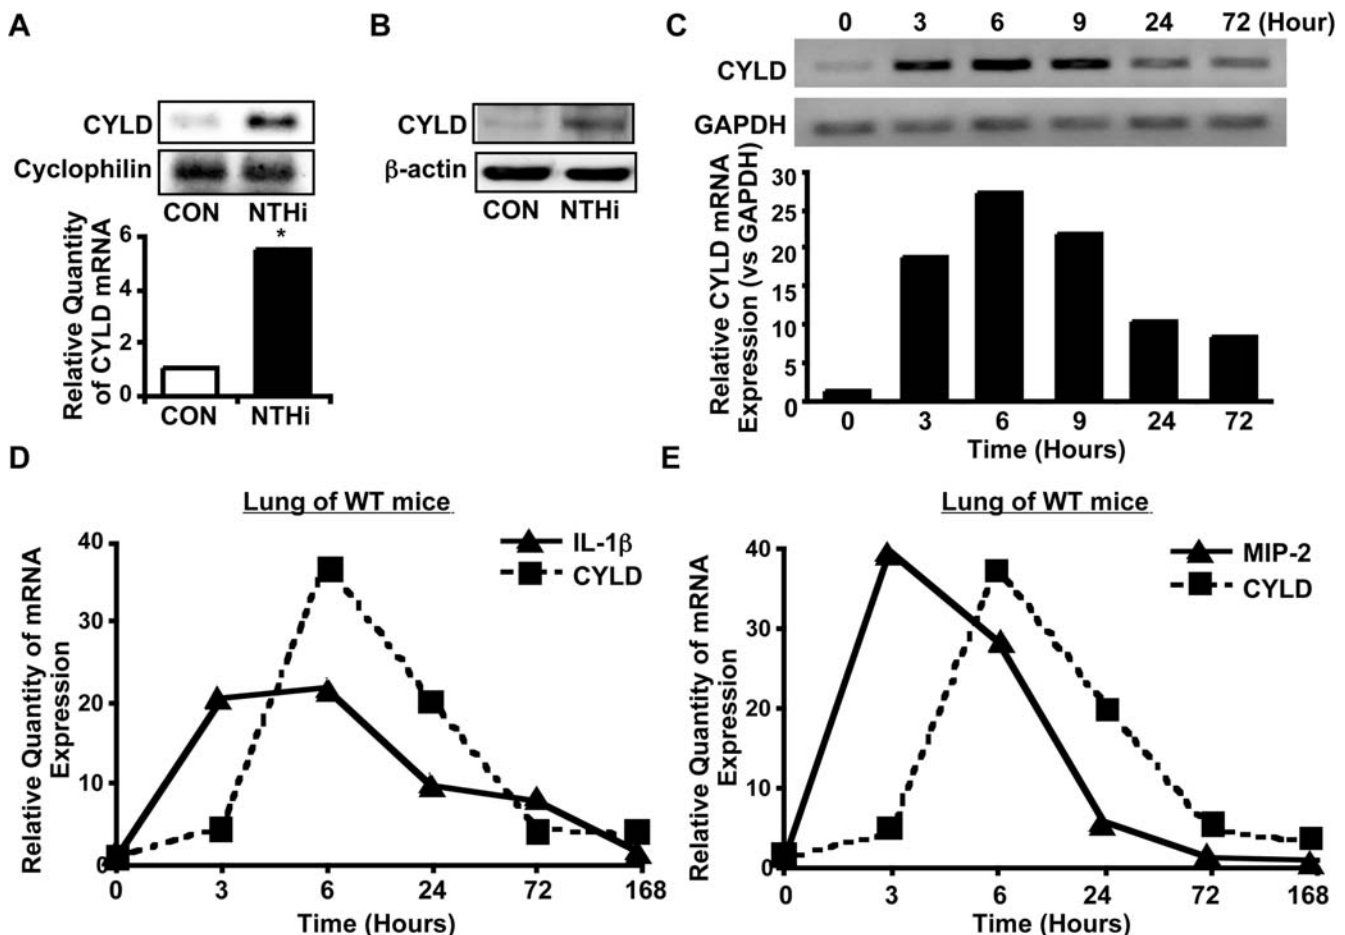 A
CYLD
Cyclophilin
CON NTHi
*
Relative Quantity
of CYLD mRNA
6
4
2
0
CON NTHi
B
CYLD
β-actin
CON NTHi
C
0 3 6 9 24 72 (Hour)
CYLD
GAPDH
Relative CYLD mRNA
Expression (vs GAPDH)
30
25
20
15
10
5
0
0 3 6 9 24 72
Time (Hours)
D
Lung of WT mice
IL-1β
CYLD
Relative Quantity of mRNA
Expression
40
30
20
10
0
0 3 6 24 72 168
Time (Hours)
E
Lung of WT mice
MIP-2
CYLD
Relative Quantity of mRNA
Expression
40
30
20
10
0
0 3 6 24 72 168
Time (Hours)